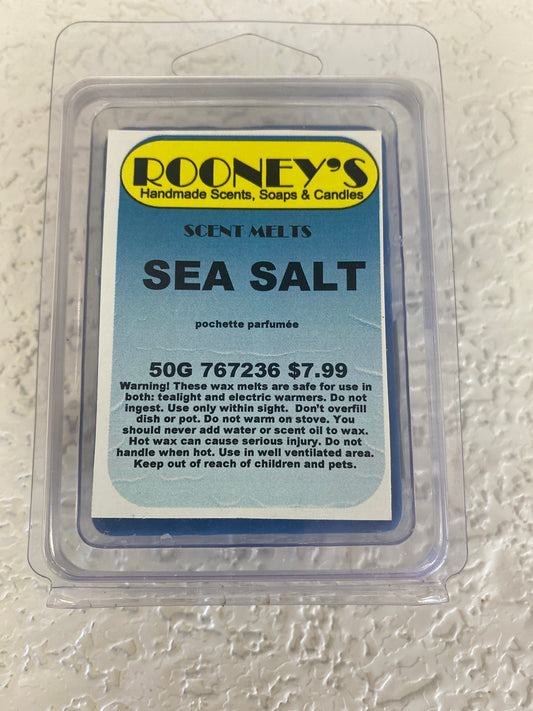 ROONEY'S
Handmade Scents, Soaps & Candles
SCENT MELTS
SEA SALT
pochette parfumée
50G 767236 $7.99
Warning! These wax melts are safe for use in
both: tealight and electric warmers. Do not
ingest. Use only within sight. Don't overfill
dish or pot. Do not warm on stove. You
should never add water or scent oil to wax.
Hot wax can cause serious injury. Do not
handle when hot. Use in well ventilated area.
Keep out of reach of children and pets.